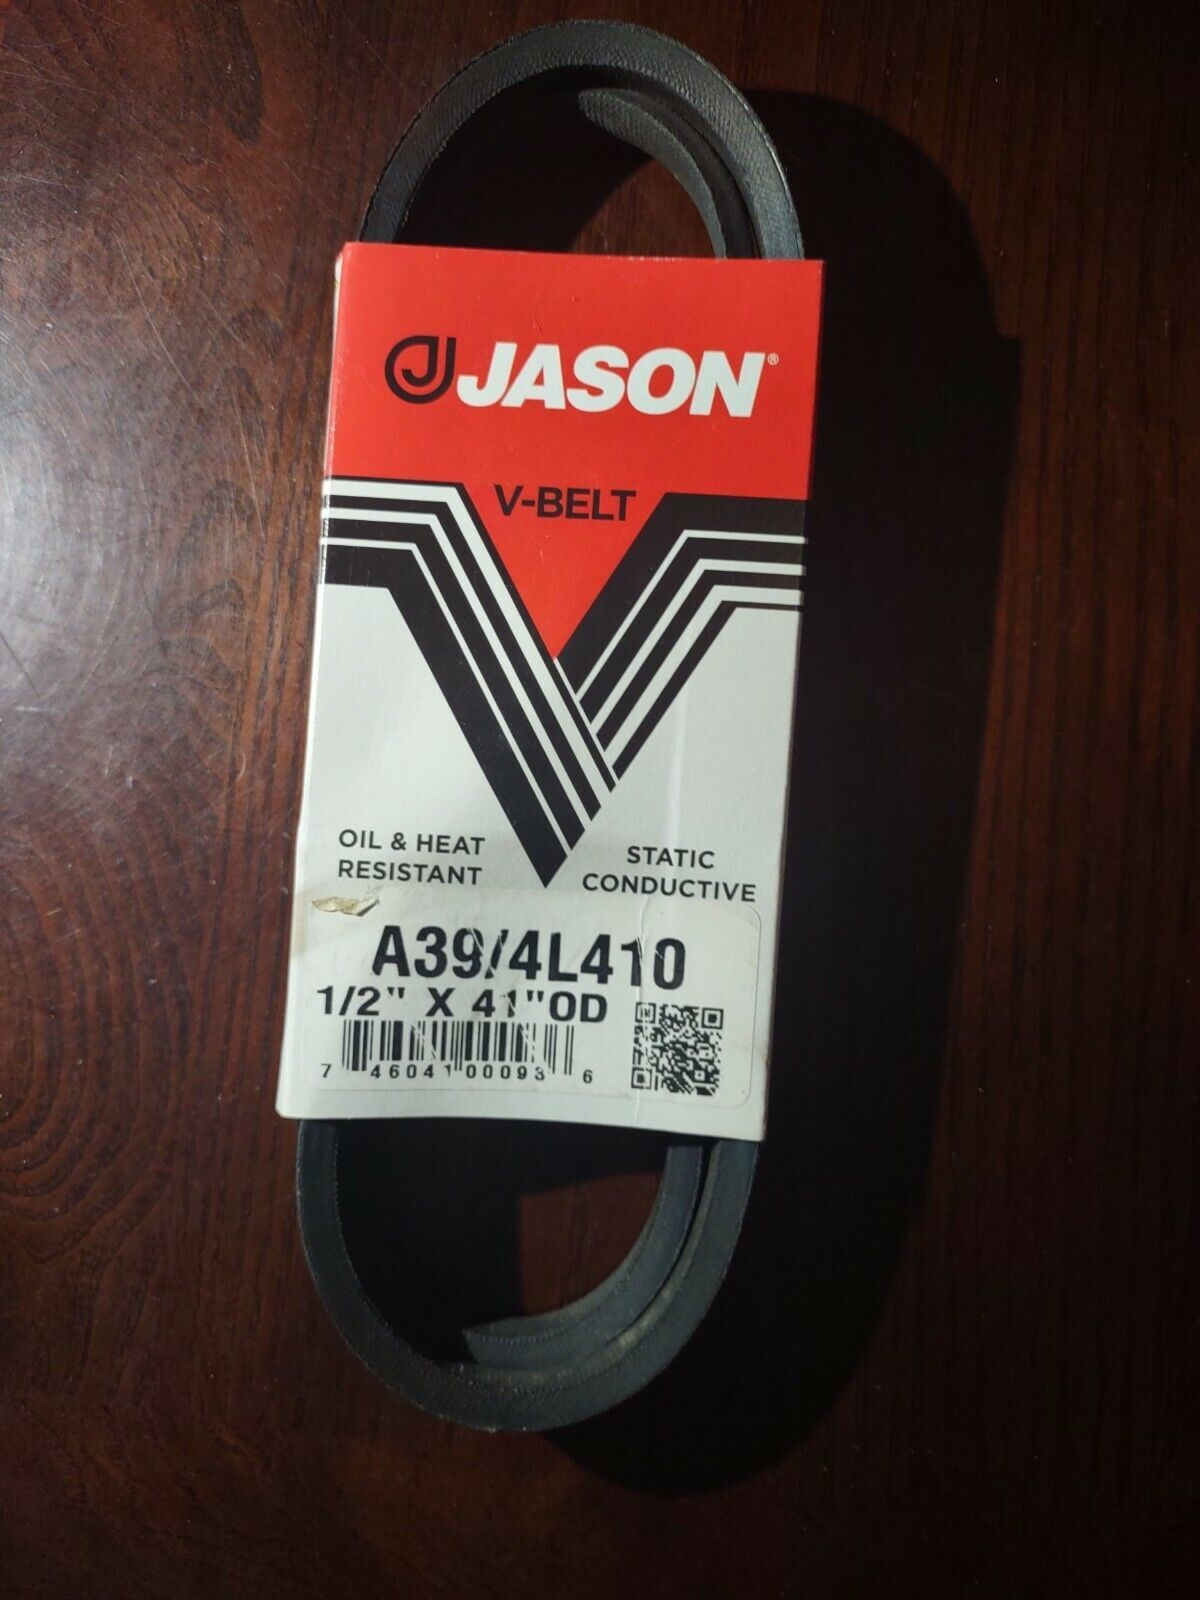 JASON®
V-BELT
OIL & HEAT
RESISTANT
STATIC
CONDUCTIVE
A39/4L410
1/2" X 41"OD
7 46041 00093 6